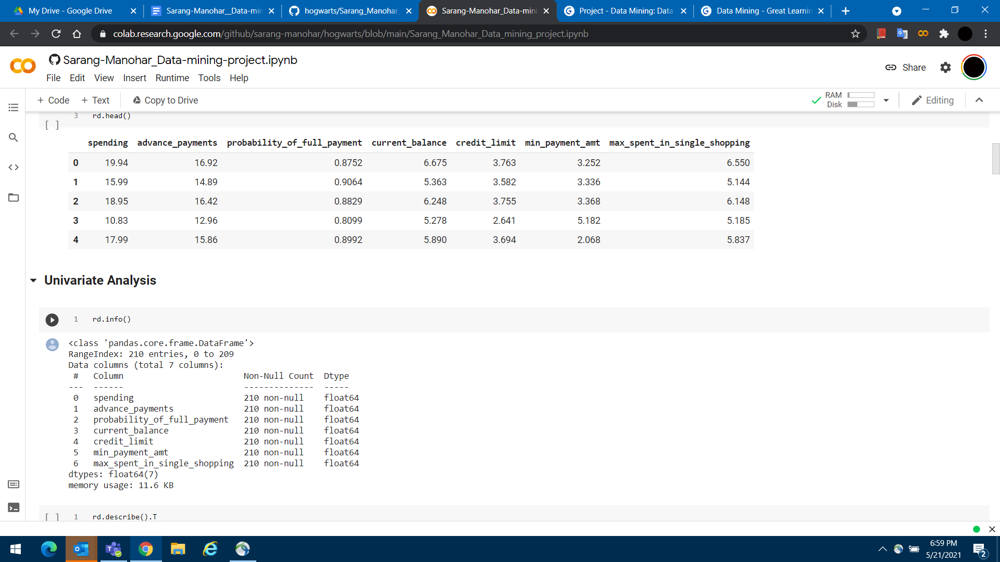 My Drive - Google Drive
Sarang-Manohar__Data-min
hogwarts/Sarang_Manohar_
Sarang-Manohar_Data-mini
Project - Data Mining: Data
Data Mining - Great Learnin
colab.research.google.com/github/sarang-manohar/hogwarts/blob/main/Sarang_Manohar_Data_mining_project.ipynb
Sarang-Manohar_Data-mining-project.ipynb
File Edit View Insert Runtime Tools Help
Share
+ Code + Text Copy to Drive
RAM
Disk
Editing
3 rd.head()
[ ]
spending advance_payments probability_of_full_payment current_balance credit_limit min_payment_amt max_spent_in_single_shopping
0 19.94 16.92 0.8752 6.675 3.763 3.252 6.550
1 15.99 14.89 0.9064 5.363 3.582 3.336 5.144
2 18.95 16.42 0.8829 6.248 3.755 3.368 6.148
3 10.83 12.96 0.8099 5.278 2.641 5.182 5.185
4 17.99 15.86 0.8992 5.890 3.694 2.068 5.837
Univariate Analysis
1 rd.info()
<class 'pandas.core.frame.DataFrame'>
RangeIndex: 210 entries, 0 to 209
Data columns (total 7 columns):
# Column Non-Null Count Dtype
--- ------ -------------- -----
0 spending 210 non-null float64
1 advance_payments 210 non-null float64
2 probability_of_full_payment 210 non-null float64
3 current_balance 210 non-null float64
4 credit_limit 210 non-null float64
5 min_payment_amt 210 non-null float64
6 max_spent_in_single_shopping 210 non-null float64
dtypes: float64(7)
memory usage: 11.6 KB
[ ] 1 rd.describe().T
6:59 PM
5/21/2021
2